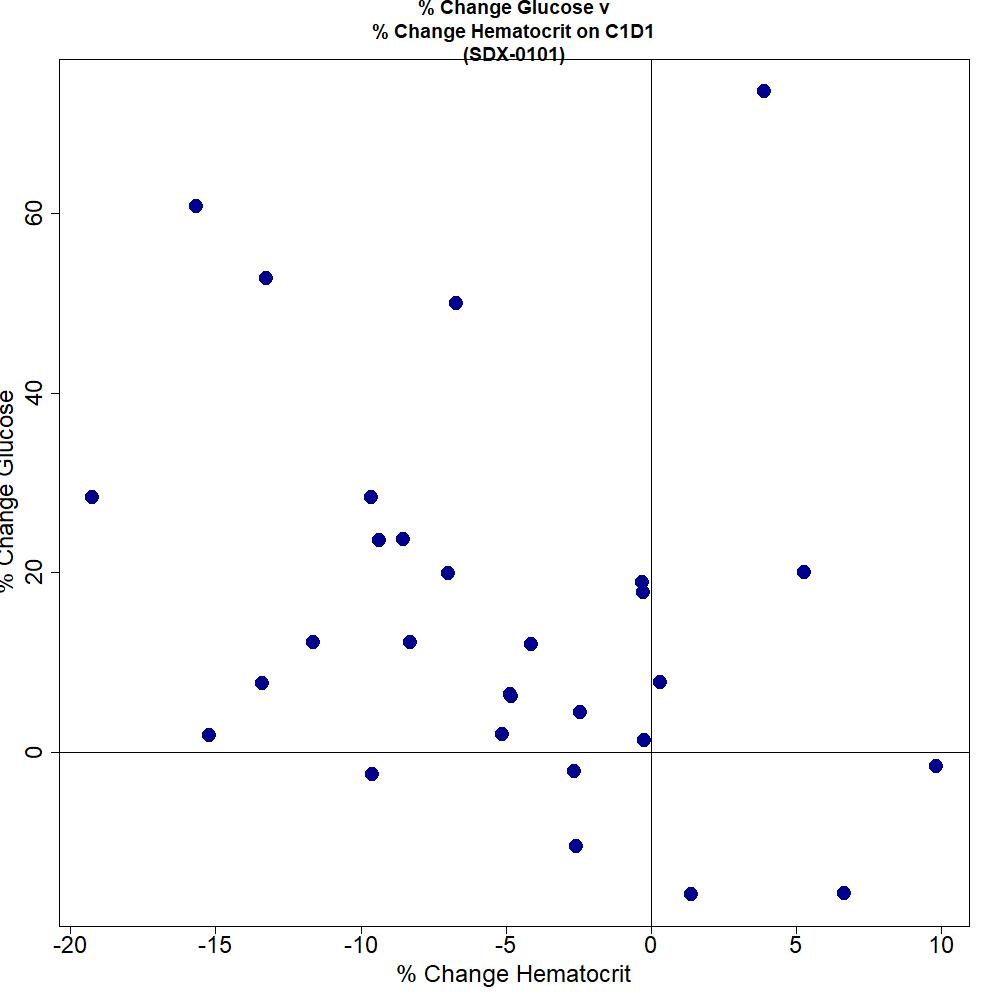 % Change Glucose v
% Change Hematocrit on C1D1
(SDX-0101)
% Change Glucose
60
40
20
0
-20
-15
-10
-5
0
5
10
% Change Hematocrit